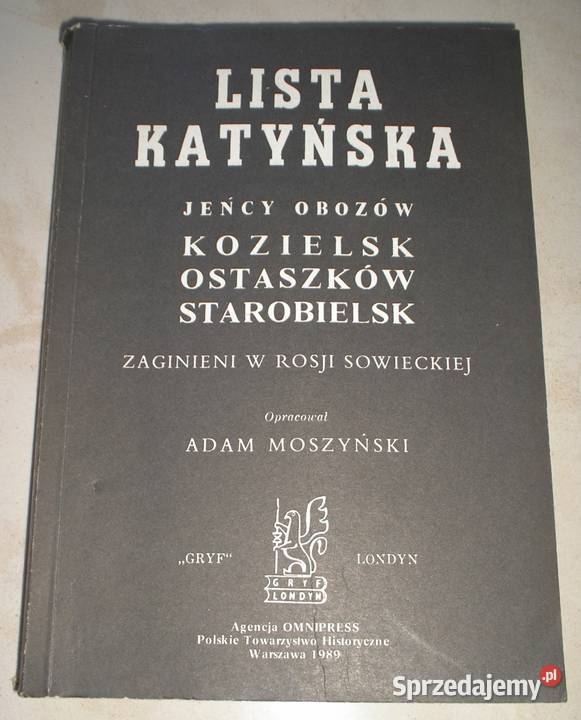 LISTA
KATYŃSKA
JEŃCY OBOZÓW
KOZIELSK
OSTASZKÓW
STAROBIELSK
ZAGINIENI W ROSJI SOWIECKIEJ
Opracował
ADAM MOSZYŃSKI
„GRYF" LONDYN
GRYF
LONDYN
Agencja OMNIPRESS
Polskie Towarzystwo Historyczne
Warszawa 1989
Sprzedajemy.pl